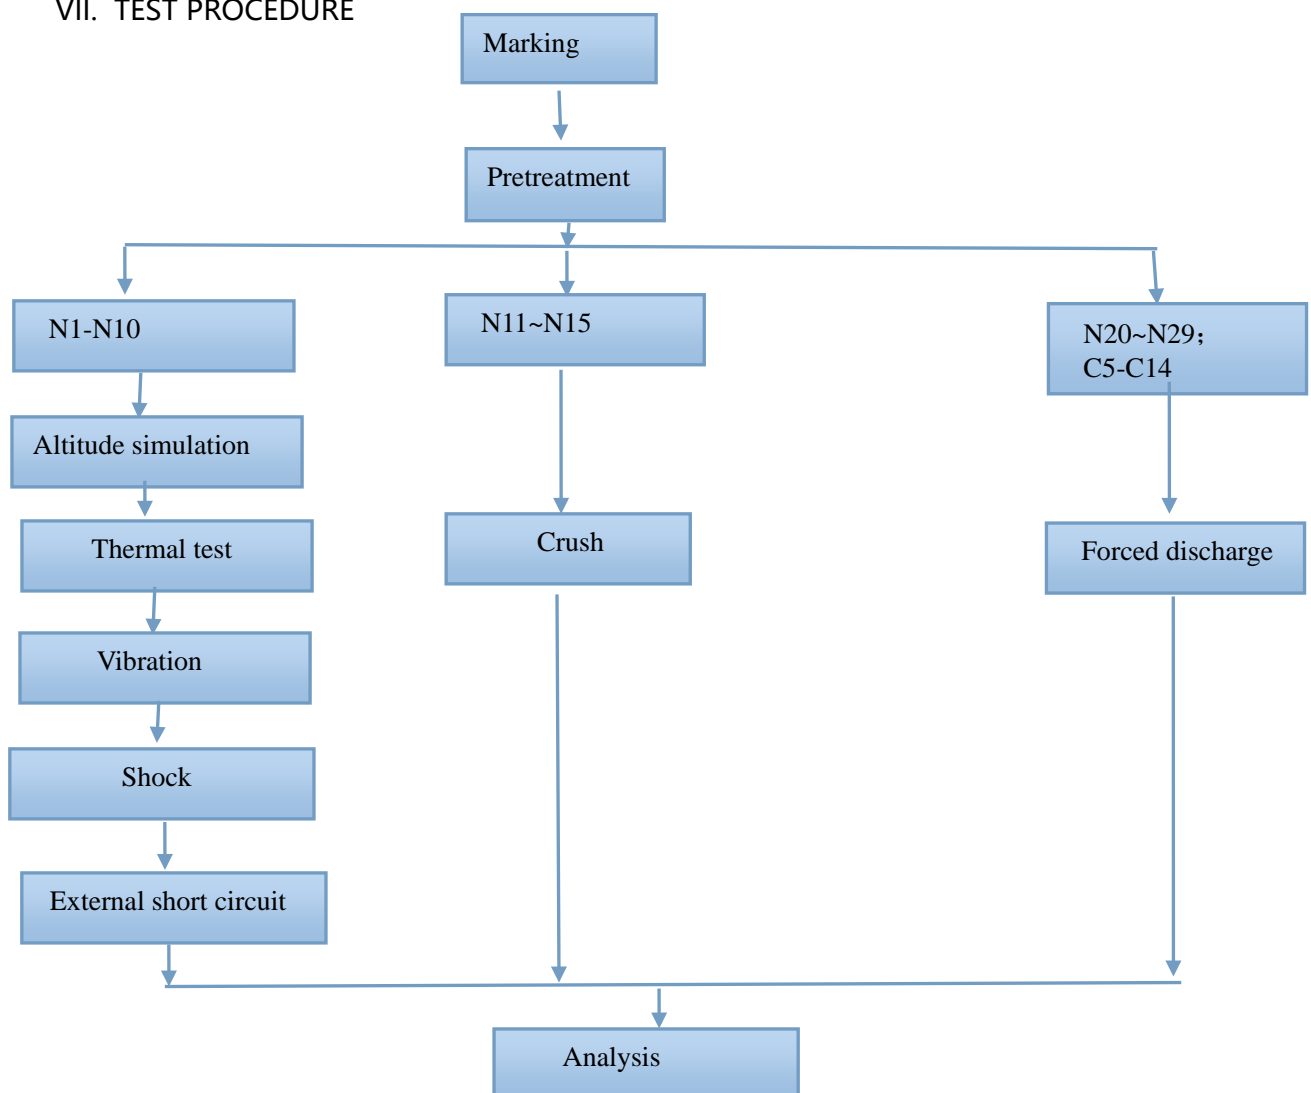 VII. TEST PROCEDURE
Marking
Pretreatment
N1-N10
N11~N15
N20~N29；
C5-C14
Altitude simulation
Thermal test
Crush
Forced discharge
Vibration
Shock
External short circuit
Analysis